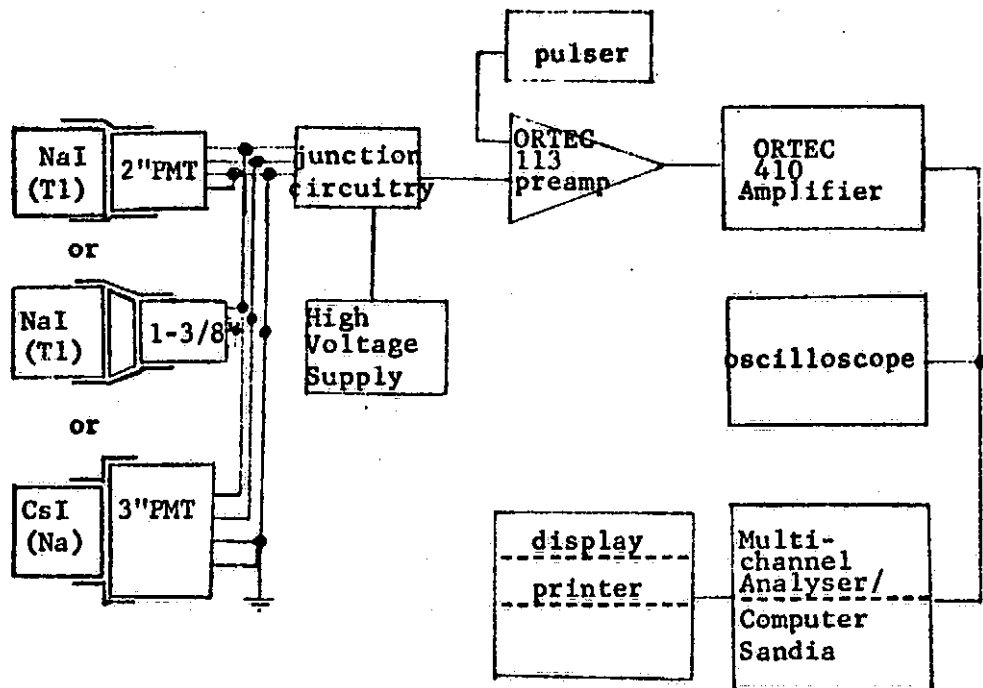 pulser
NaI
(Tl)
2"PMT
junction
circuitry
ORTEC
113
preamp
ORTEC
410
Amplifier
or
NaI
(Tl)
1-3/8"
High
Voltage
Supply
oscilloscope
or
CsI
(Na)
3"PMT
display
printer
Multi-
channel
Analyser/
Computer
Sandia